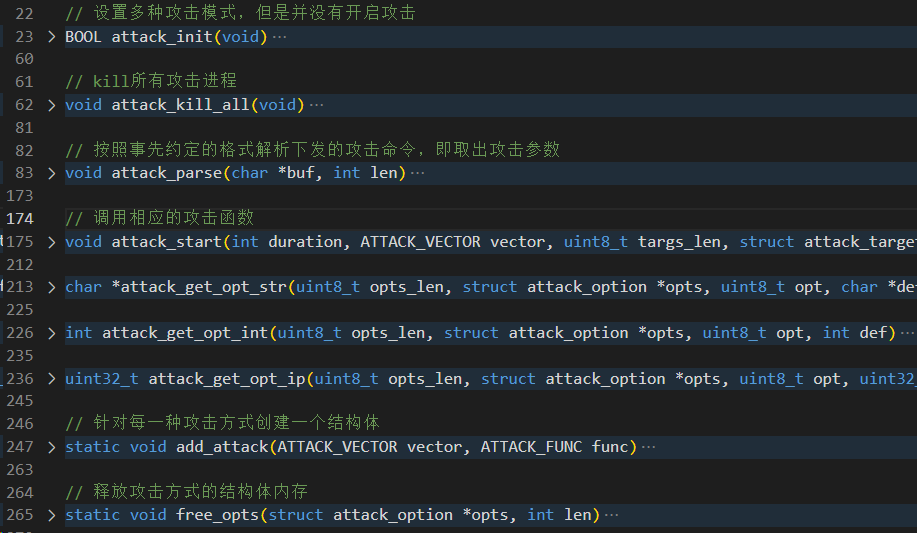 22 // 设置多种攻击模式，但是并没有开启攻击
23 > BOOL attack_init(void) ···
60
61 // kill所有攻击进程
62 > void attack_kill_all(void) ···
81
82 // 按照事先约定的格式解析下发的攻击命令，即取出攻击参数
83 > void attack_parse(char *buf, int len) ···
173
174 // 调用相应的攻击函数
175 > void attack_start(int duration, ATTACK_VECTOR vector, uint8_t targs_len, struct attack_target
212
213 > char *attack_get_opt_str(uint8_t opts_len, struct attack_option *opts, uint8_t opt, char *de
225
226 > int attack_get_opt_int(uint8_t opts_len, struct attack_option *opts, uint8_t opt, int def) ···
235
236 > uint32_t attack_get_opt_ip(uint8_t opts_len, struct attack_option *opts, uint8_t opt, uint32_
245
246 // 针对每一种攻击方式创建一个结构体
247 > static void add_attack(ATTACK_VECTOR vector, ATTACK_FUNC func) ···
263
264 // 释放攻击方式的结构体内存
265 > static void free_opts(struct attack_option *opts, int len) ···